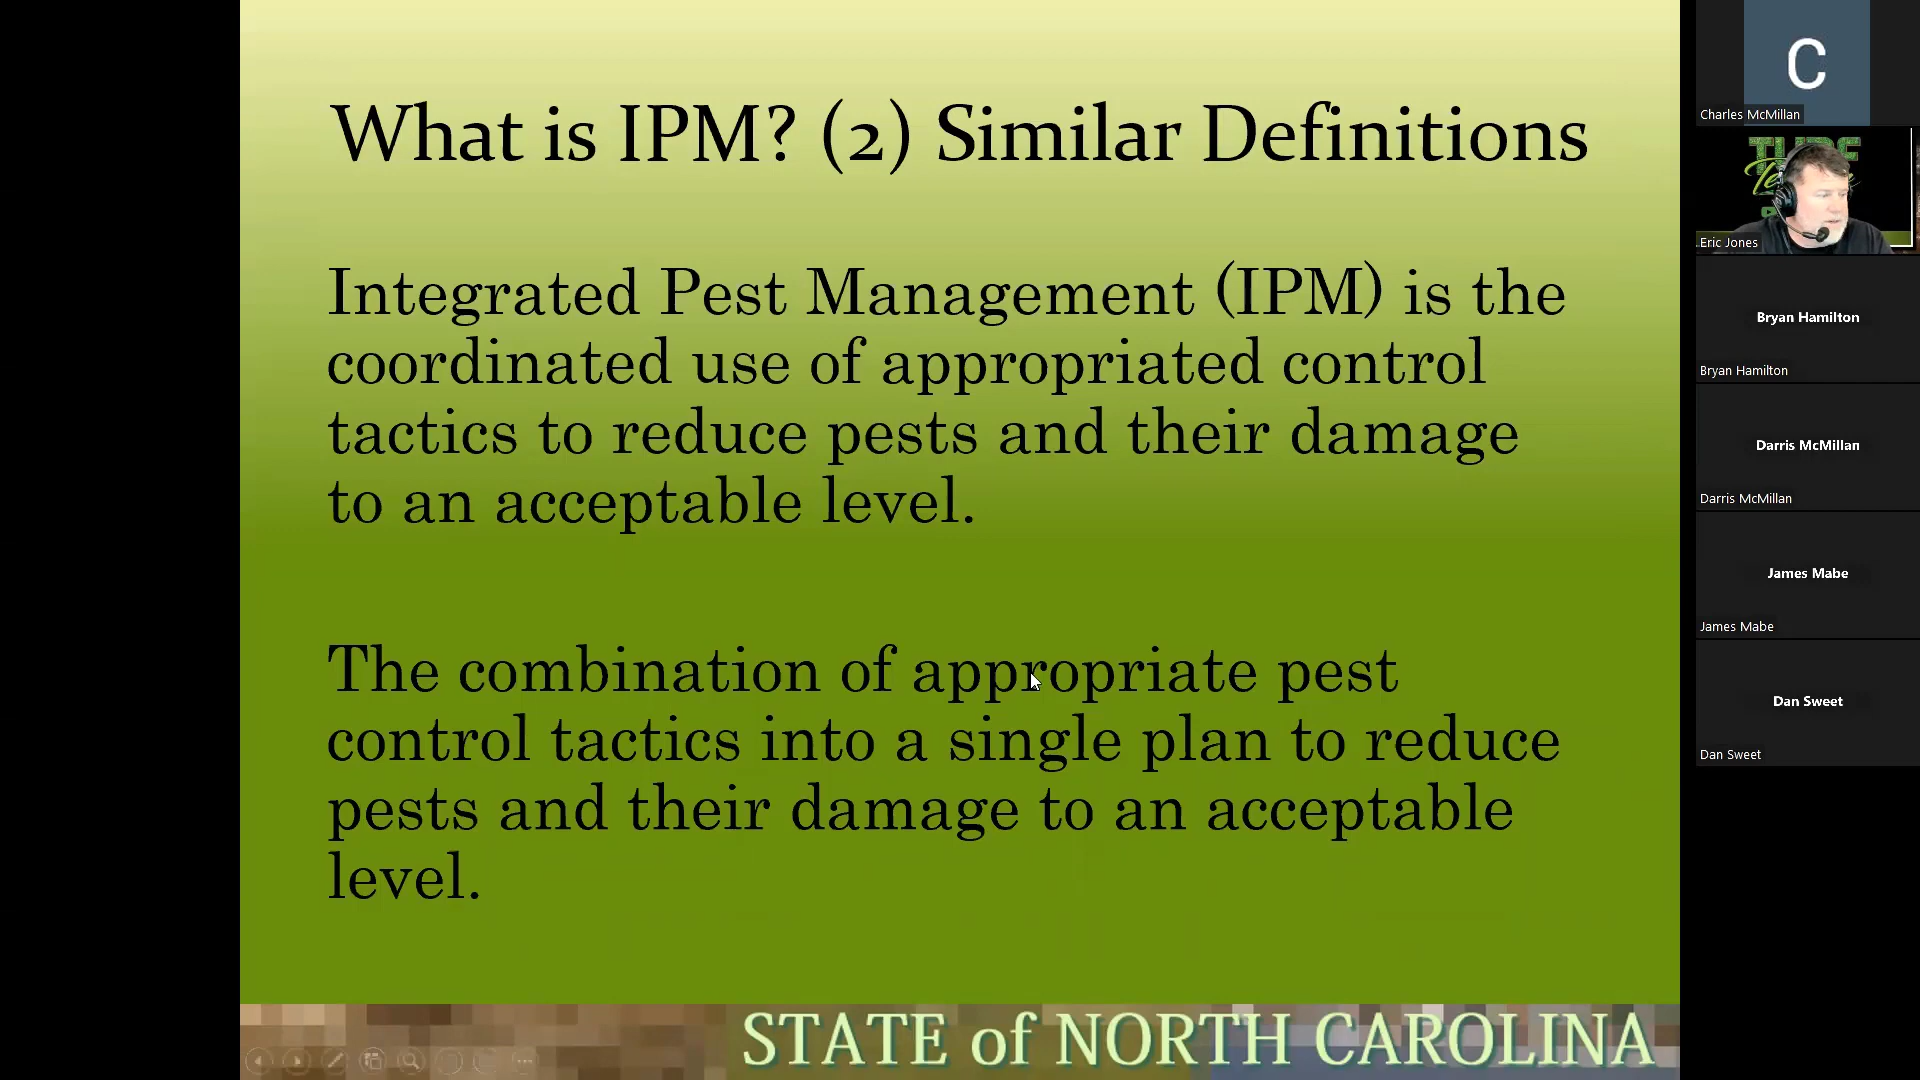 What is IPM? (2) Similar Definitions
Integrated Pest Management (IPM) is the
coordinated use of appropriated control
tactics to reduce pests and their damage
to an acceptable level.
The combination of appropriate pest
control tactics into a single plan to reduce
pests and their damage to an acceptable
level.
STATE of NORTH CAROLINA
C
Charles McMillan
Eric Jones
Bryan Hamilton
Bryan Hamilton
Darris McMillan
Darris McMillan
James Mabe
James Mabe
Dan Sweet
Dan Sweet